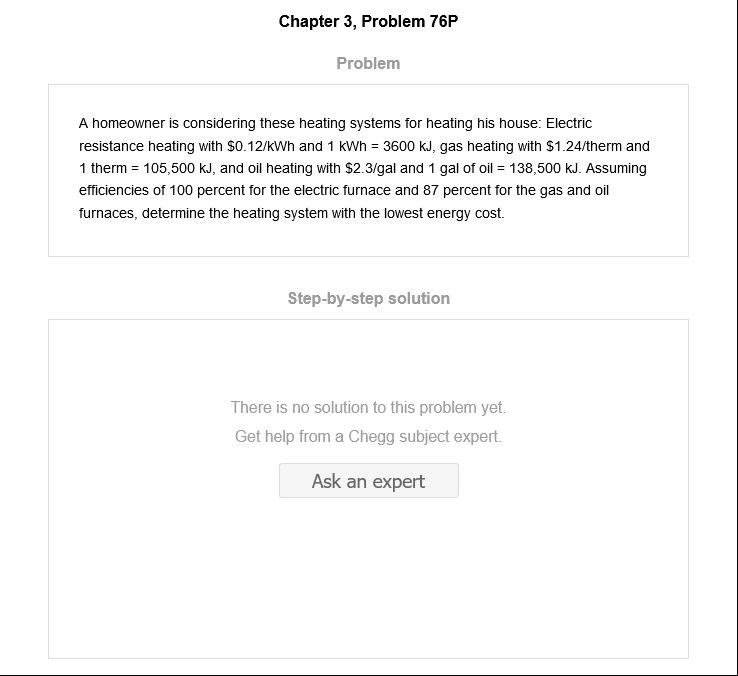 Chapter 3, Problem 76P
Problem
A homeowner is considering these heating systems for heating his house: Electric
resistance heating with $0.12/kWh and 1 kWh = 3600 kJ, gas heating with $1.24/therm and
1 therm = 105,500 kJ, and oil heating with $2.3/gal and 1 gal of oil = 138,500 kJ. Assuming
efficiencies of 100 percent for the electric furnace and 87 percent for the gas and oil
furnaces, determine the heating system with the lowest energy cost.
Step-by-step solution
There is no solution to this problem yet.
Get help from a Chegg subject expert.
Ask an expert